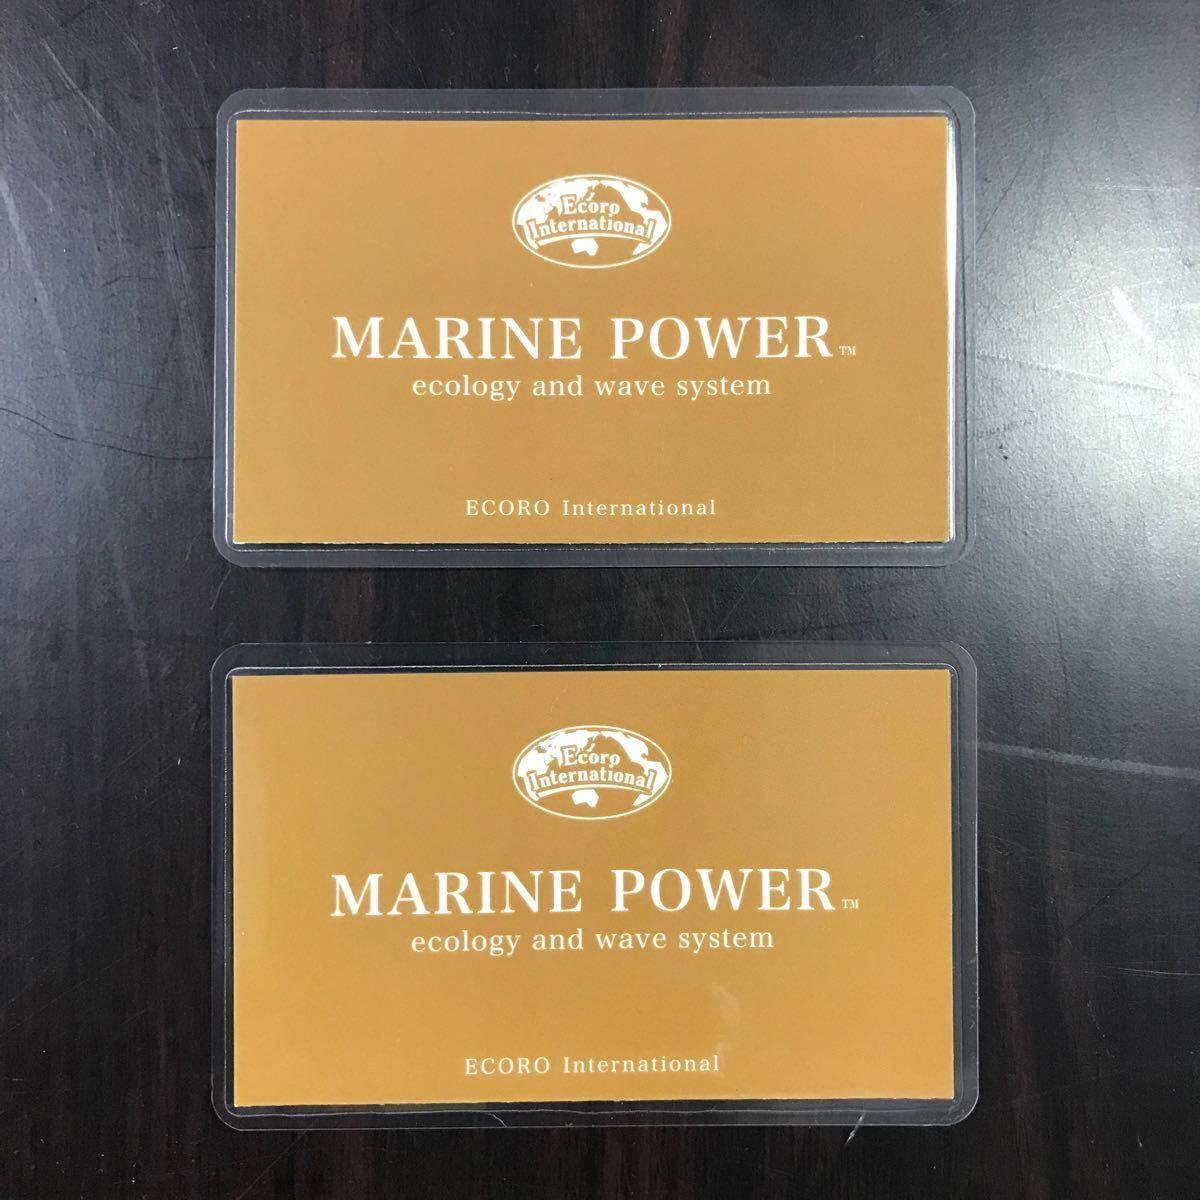 Ecoro
International
MARINE POWER™
ecology and wave system
ECORO International
Ecoro
International
MARINE POWER™
ecology and wave system
ECORO International